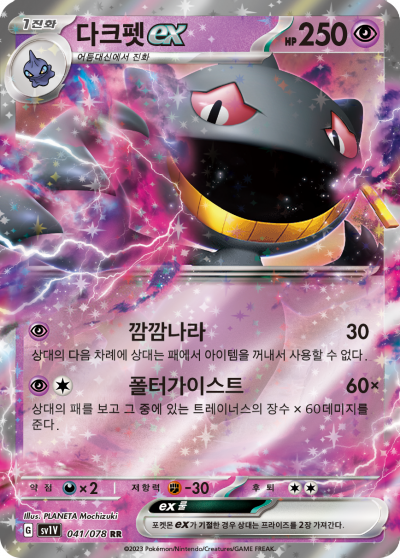 1진화
다크펫 ex
HP 250
어둠대신에서 진화
깜깜나라 30
상대의 다음 차례에 상대는 패에서 아이템을 꺼내서 사용할 수 없다.
폴터가이스트 60×
상대의 패를 보고 그 중에 있는 트레이너스의 장수 × 60데미지를
준다.
약점 ×2 저항력 -30 후퇴
ex 룰
포켓몬 ex가 기절한 경우 상대는 프라이즈를 2장 가져간다.
Illus. PLANETA Mochizuki
G sv1V 041/078 RR
©2023 Pokémon/Nintendo/Creatures/GAME FREAK.